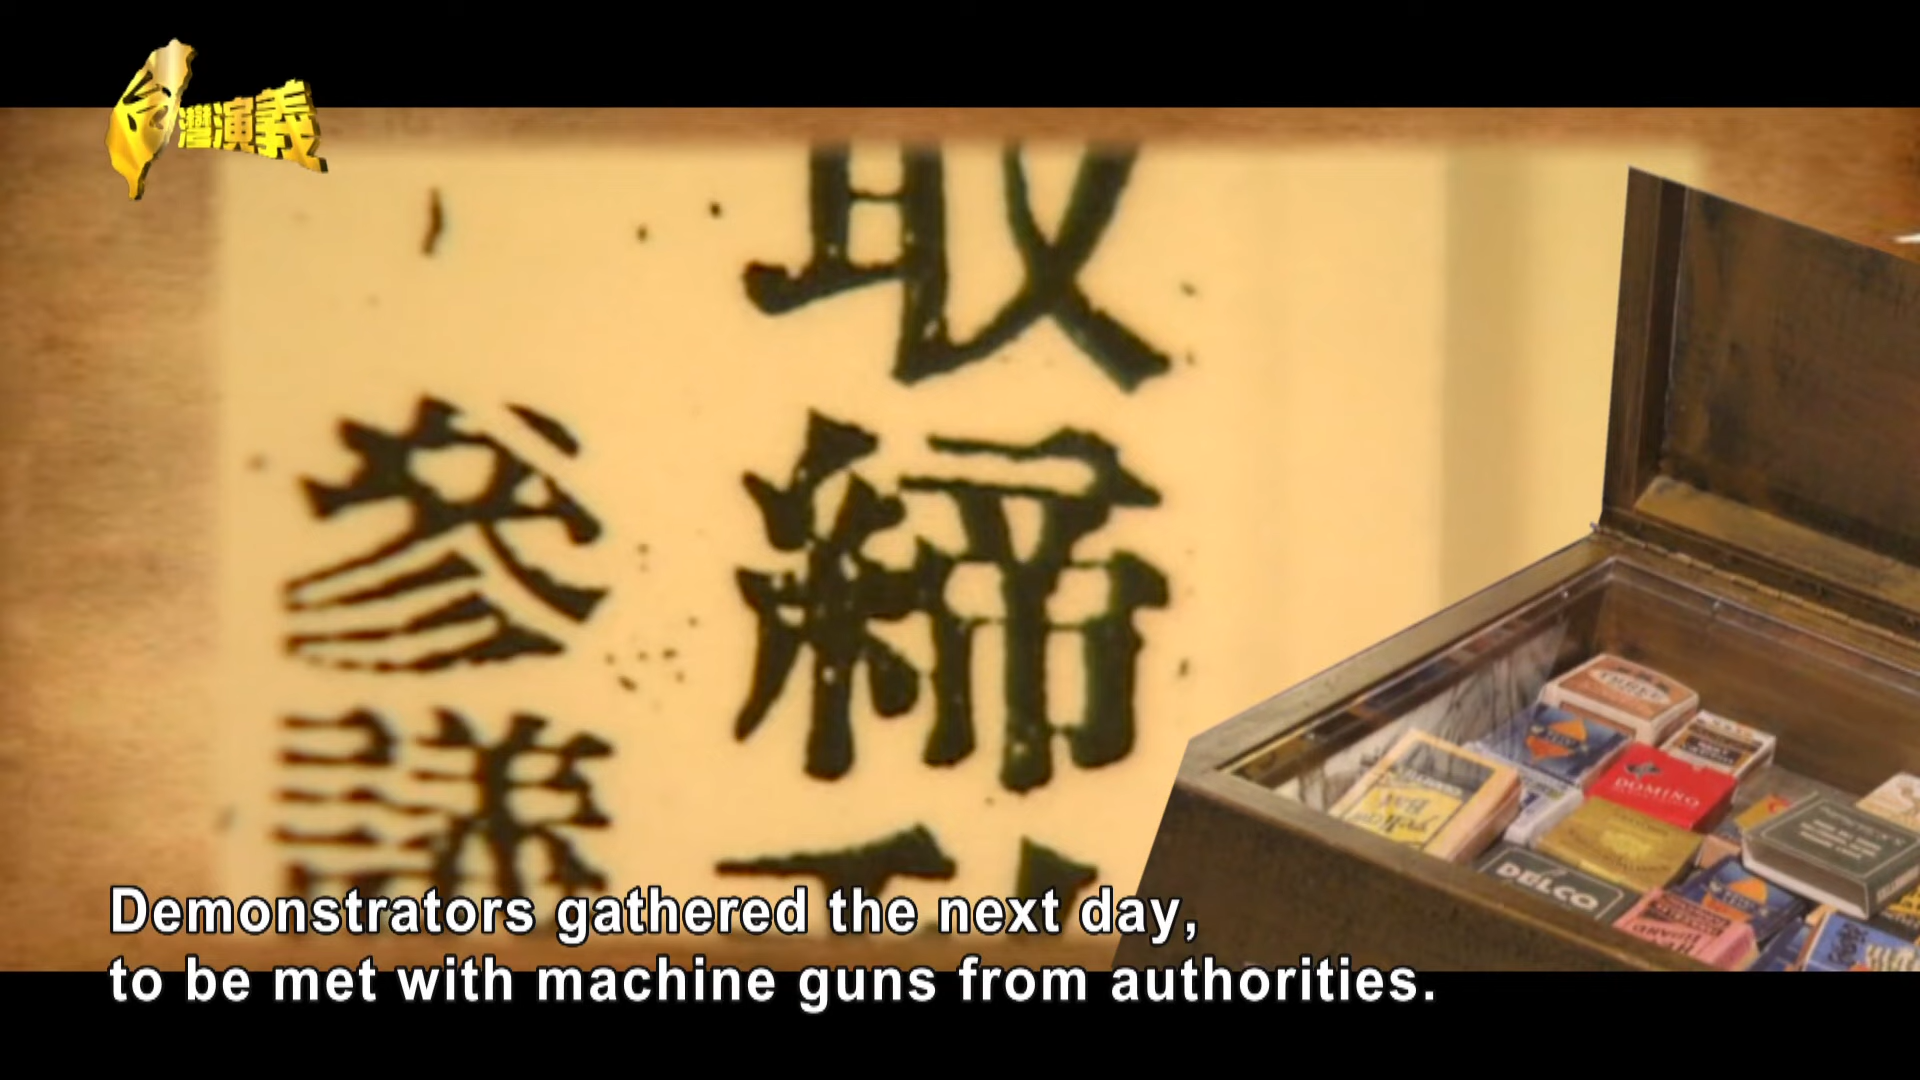 台灣演義
取締
參議
THREE
DOMINO
DELCO
Demonstrators gathered the next day,
to be met with machine guns from authorities.